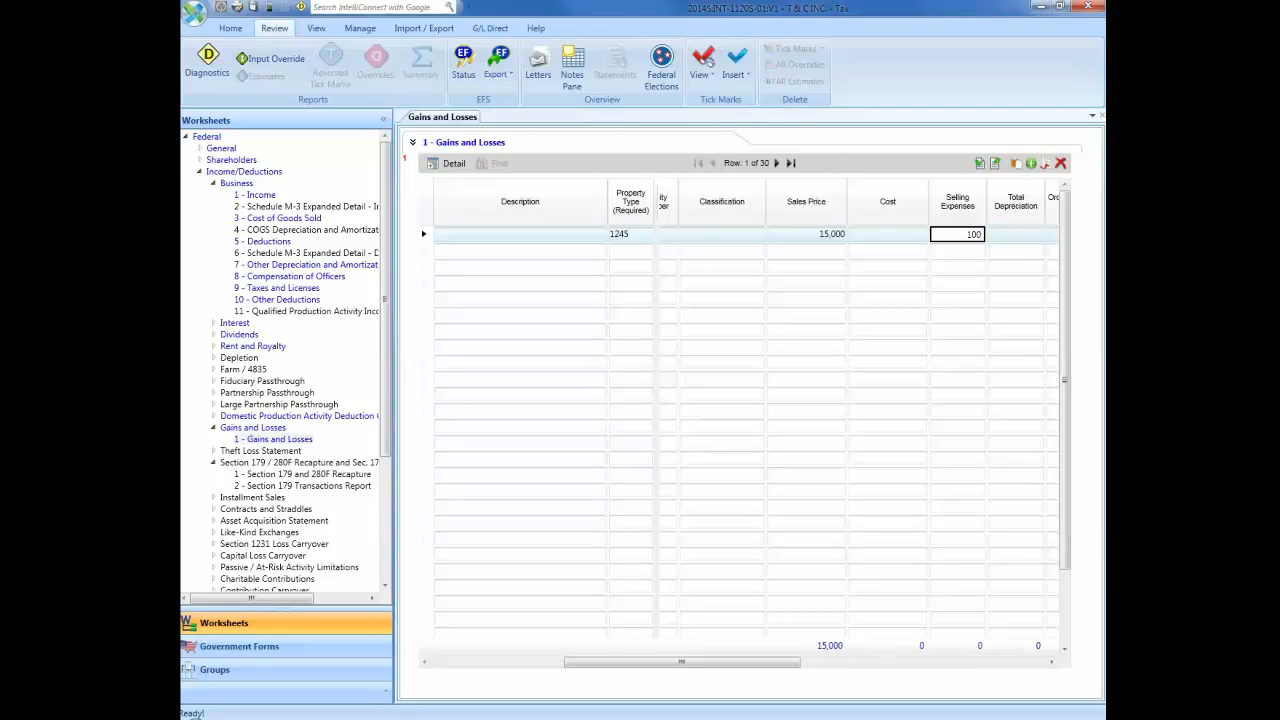 Search IntelliConnect with Google
2014S:INT-1120S-01:V1 - T & C INC. - Tax
Home Review View Manage Import / Export G/L Direct Help
Diagnostics
Input Override
Estimates
Reversed Tick Marks
Overrides
Summary
Reports
Status
Export
EFS
Letters
Notes Pane
Statements
Federal Elections
Overview
View
Insert
Tick Marks
Tick Marks
All Overrides
All Estimates
Delete
Worksheets
Federal
General
Shareholders
Income/Deductions
Business
1 - Income
2 - Schedule M-3 Expanded Detail - I
3 - Cost of Goods Sold
4 - COGS Depreciation and Amortiza
5 - Deductions
6 - Schedule M-3 Expanded Detail - D
7 - Other Depreciation and Amortizat
8 - Compensation of Officers
9 - Taxes and Licenses
10 - Other Deductions
11 - Qualified Production Activity Inc
Interest
Dividends
Rent and Royalty
Depletion
Farm / 4835
Fiduciary Passthrough
Partnership Passthrough
Large Partnership Passthrough
Domestic Production Activity Deduction
Gains and Losses
1 - Gains and Losses
Theft Loss Statement
Section 179 / 280F Recapture and Sec. 17
1 - Section 179 and 280F Recapture
2 - Section 179 Transactions Report
Installment Sales
Contracts and Straddles
Asset Acquisition Statement
Like-Kind Exchanges
Section 1231 Loss Carryover
Capital Loss Carryover
Passive / At-Risk Activity Limitations
Charitable Contributions
Contribution Carryover
Worksheets
Government Forms
Groups
Ready!
Gains and Losses
1 - Gains and Losses
1
Detail Find Row: 1 of 30
Description
Property Type (Required)
Classification
Sales Price
Cost
Selling Expenses
Total Depreciation
1245 15,000 100
15,000 0 0 0